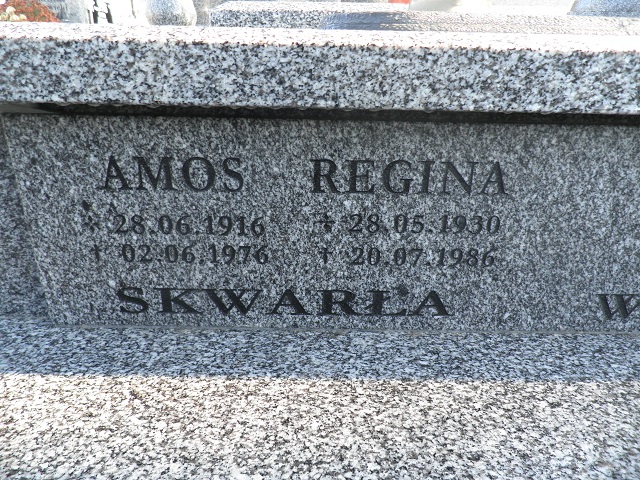 AMOS REGINA
* 28.06.1916 * 28.05.1930
† 02.06.1976 † 20.07.1986
SKWARŁA W